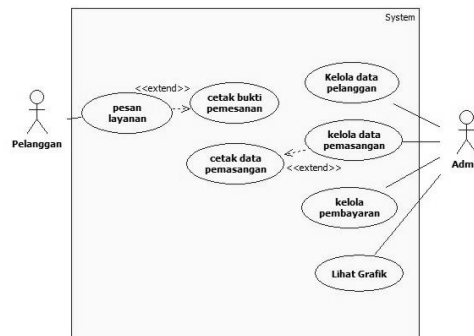 System
<<extend>>
pesan
layanan
cetak bukti
pemesanan
Pelanggan
Kelola data
pelanggan
kelola data
pemasangan
<<extend>>
cetak data
pemasangan
Adm
kelola
pembayaran
Lihat Grafik